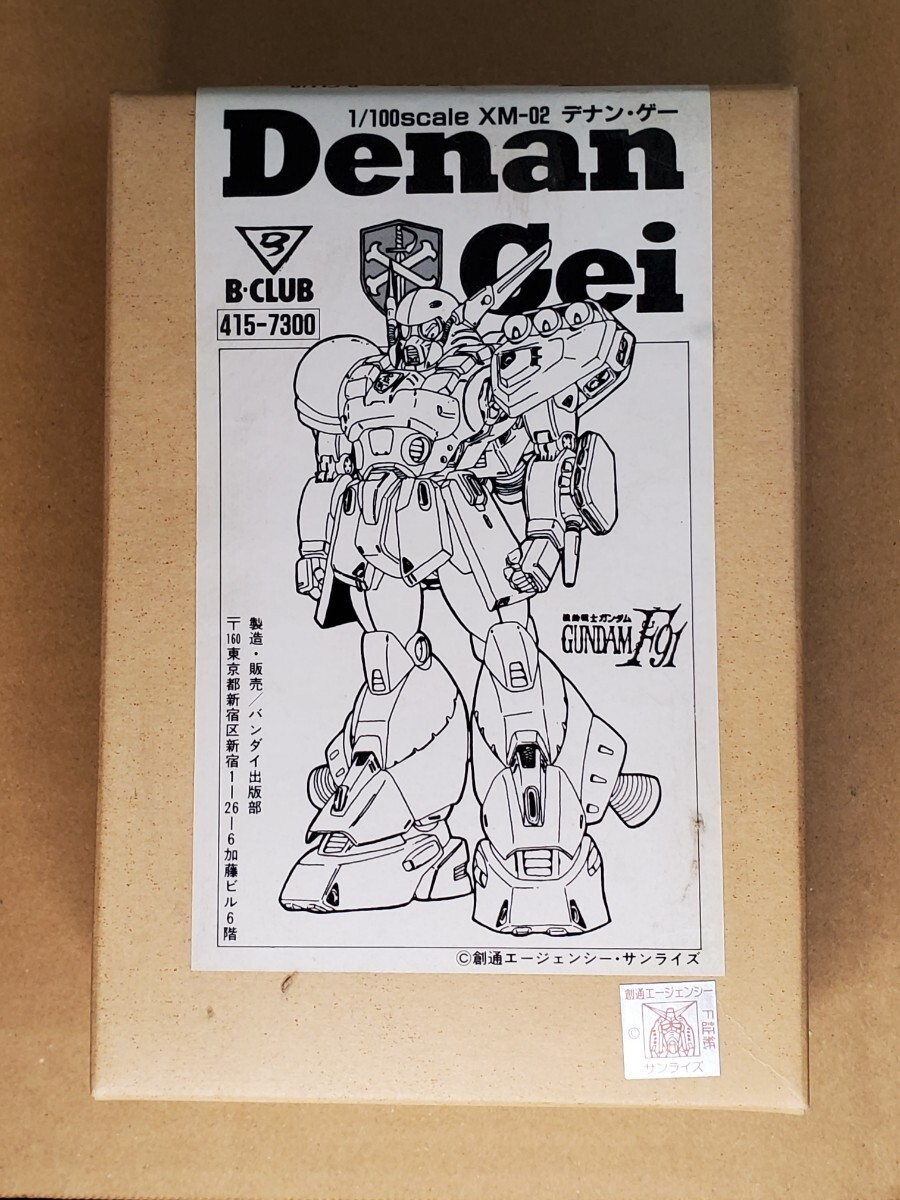 1/100scale XM-02 デナン・ゲー
Denan
Gei
B·CLUB
415-7300
機動戦士ガンダム
GUNDAM F91
製造・販売/バンダイ出版部
〒160東京都新宿区新宿1-26-6加藤ビル6階
©創通エージェンシー・サンライズ
創通エージェンシー
©
サンライズ